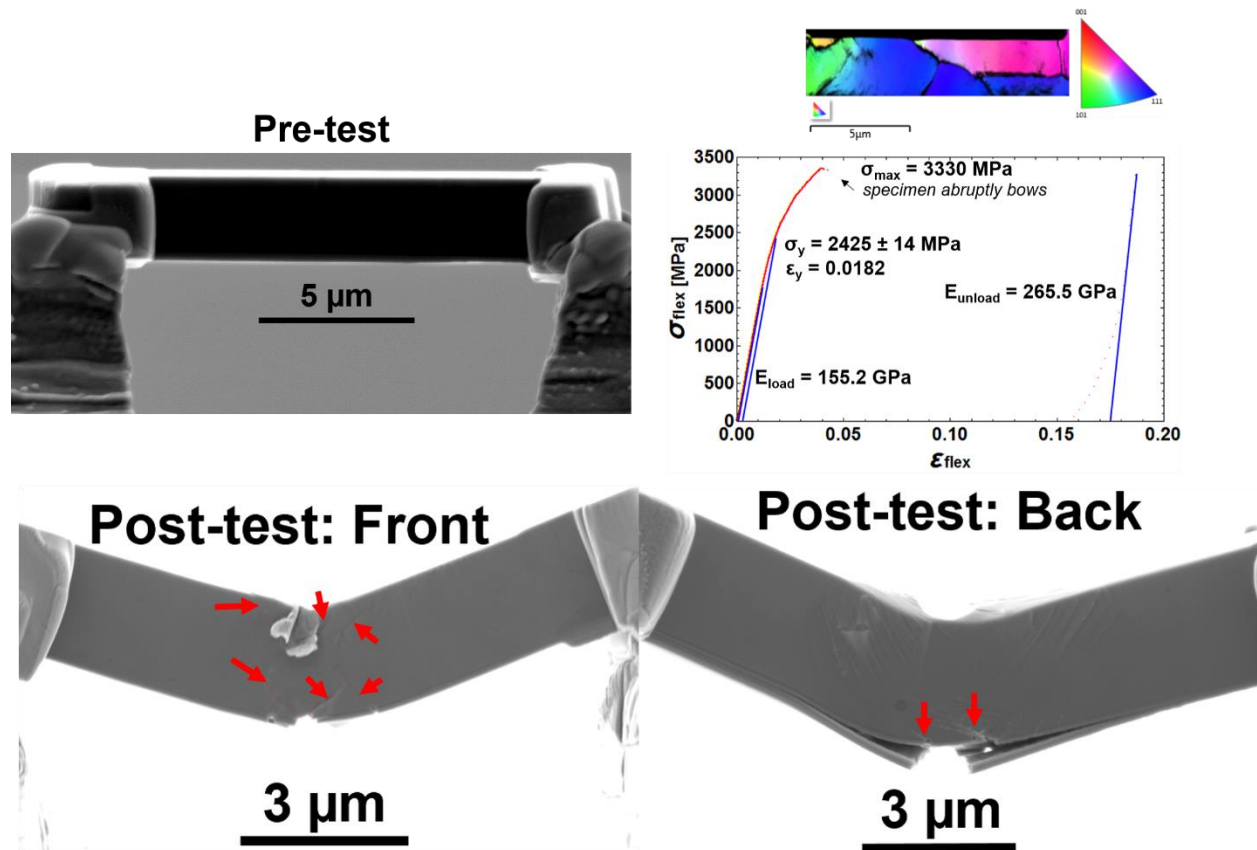 001
101
111
5µm
Pre-test
5 µm
3500
3000
2500
2000
1500
1000
500
0
0.00
0.05
0.10
0.15
0.20
σflex [MPa]
εflex
σmax = 3330 MPa
specimen abruptly bows
σy = 2425 ± 14 MPa
εy = 0.0182
Eunload = 265.5 GPa
Eload = 155.2 GPa
Post-test: Front
3 µm
Post-test: Back
3 µm